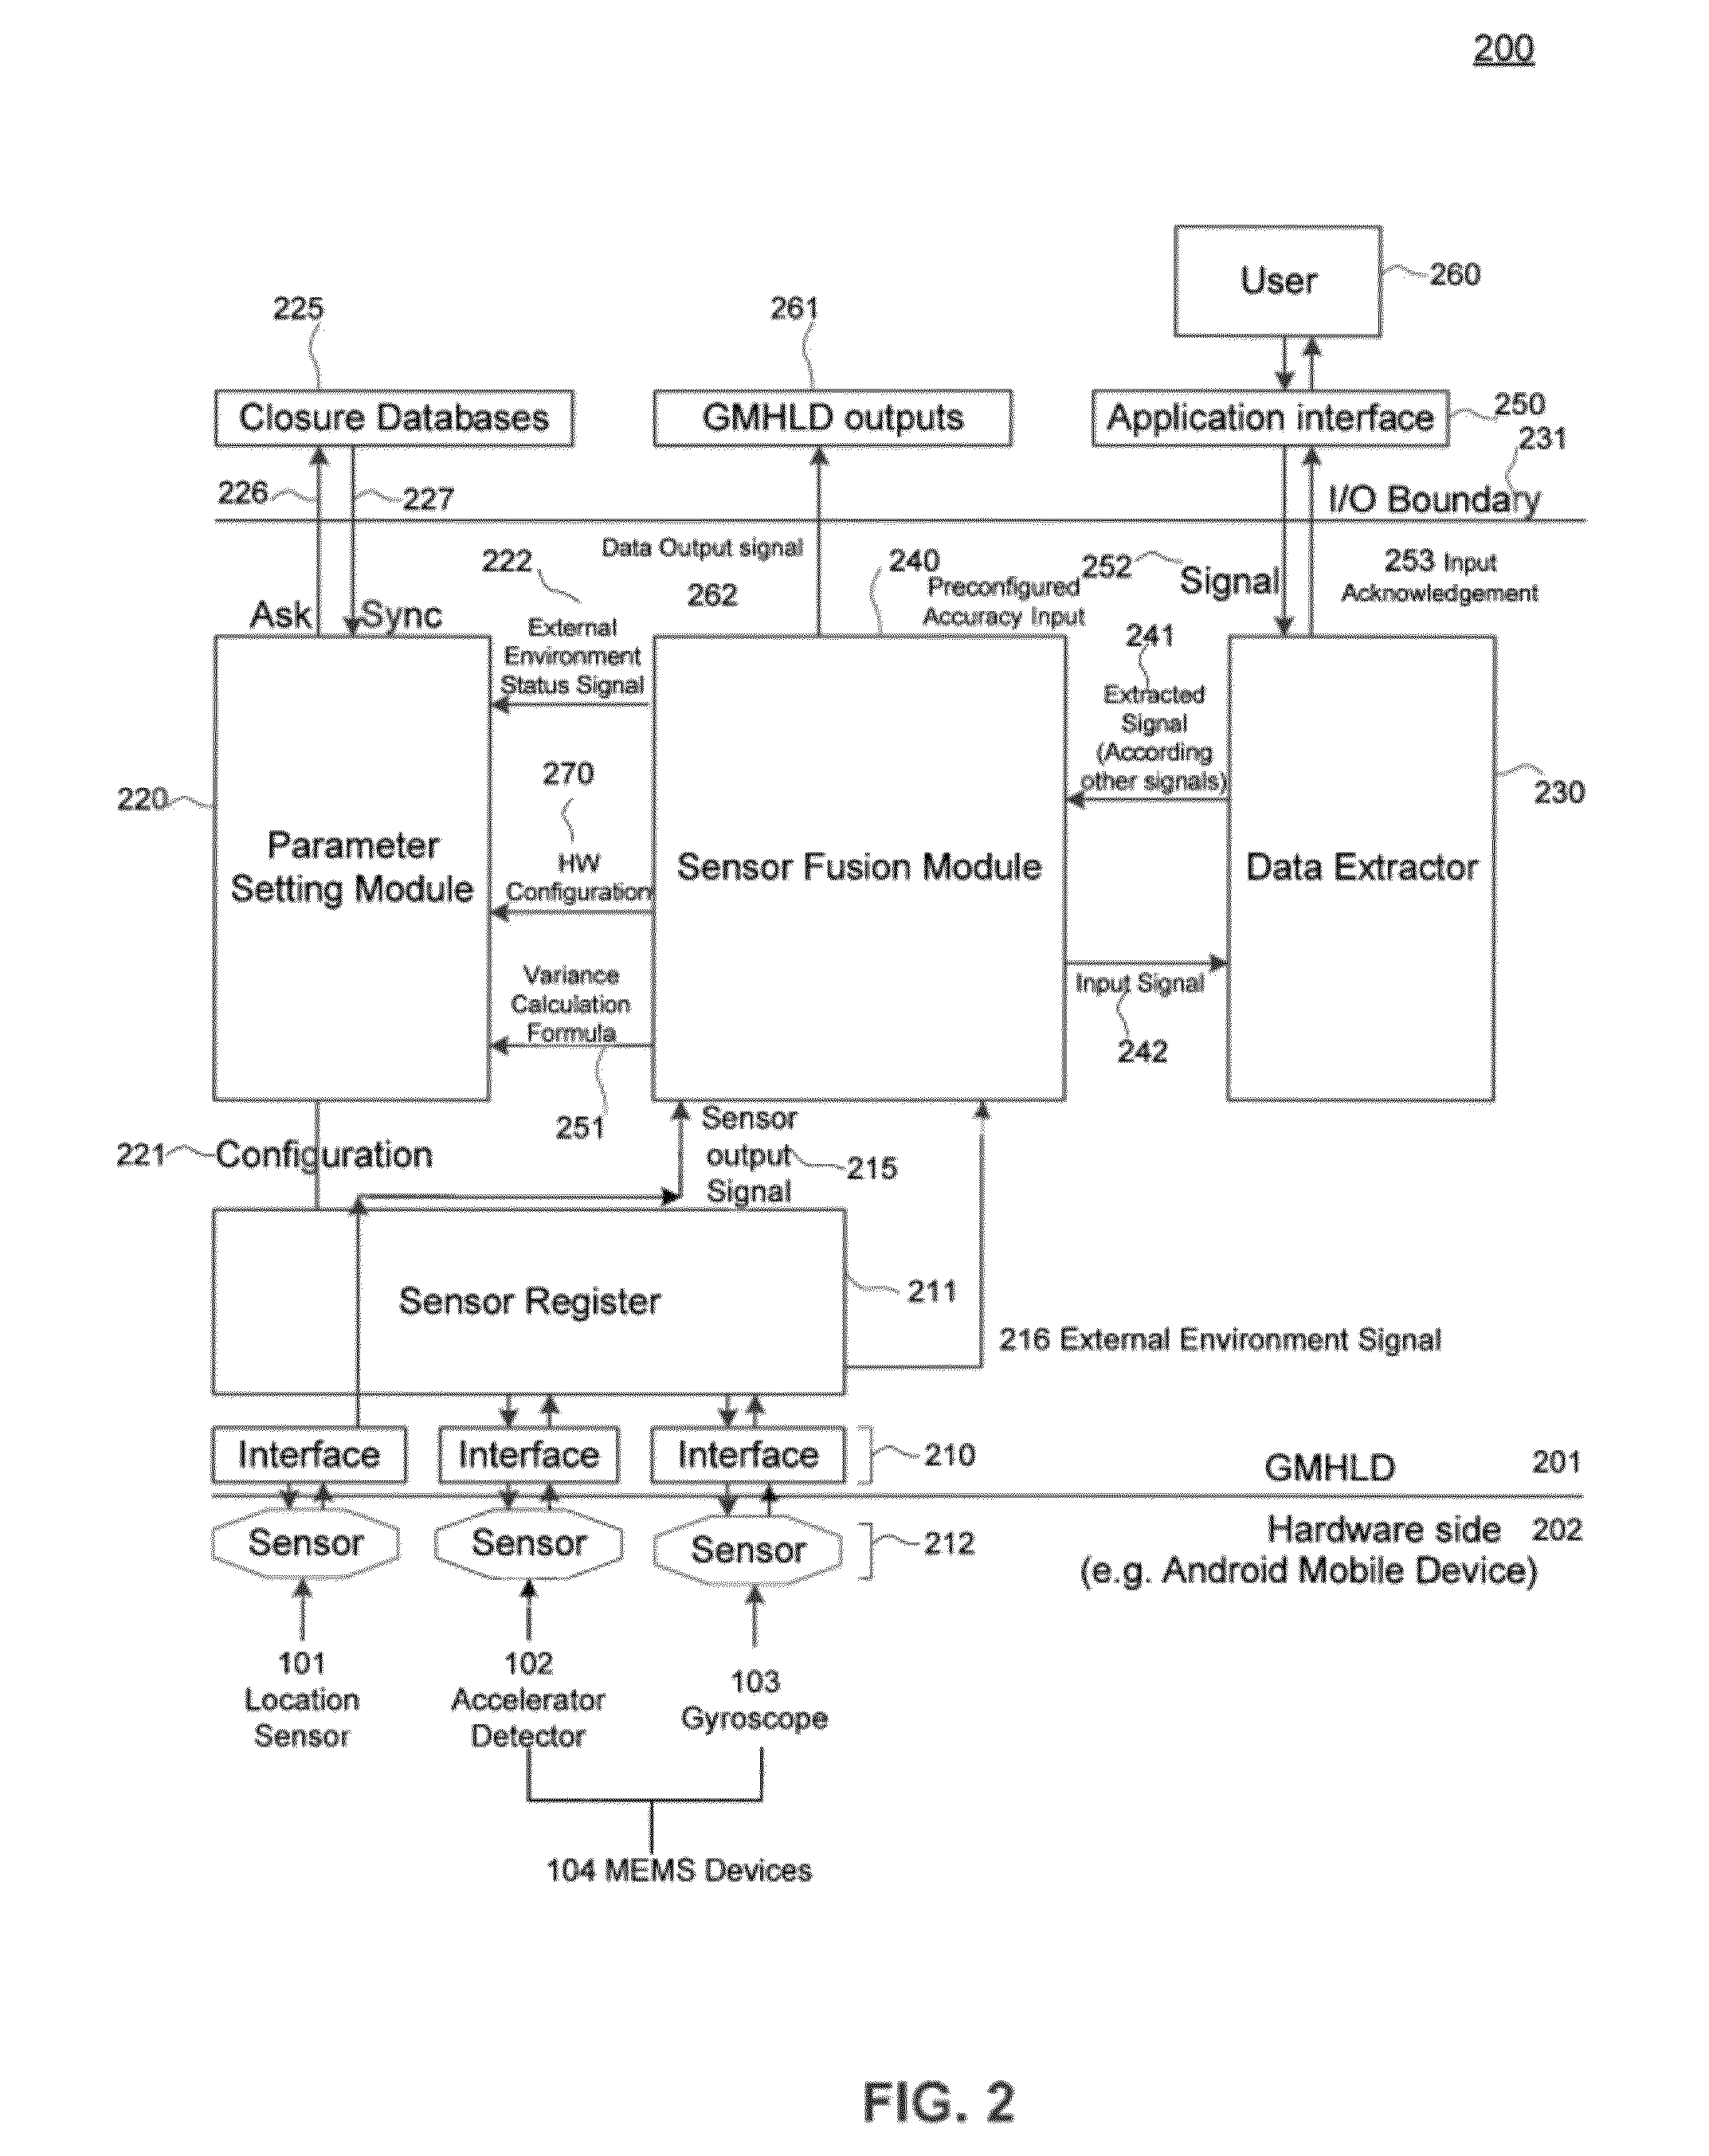 200
User
260
225
261
Closure Databases
GMHLD outputs
Application interface
250
231
226
227
I/O Boundary
Data Output signal
222
240
252
Signal
253 Input
Acknowledgement
262
Preconfigured
Accuracy Input
Ask
Sync
External
Environment
Status Signal
241
Extracted
Signal
(According
other signals)
220
270
230
Parameter
Setting Module
HW
Configuration
Sensor Fusion Module
Data Extractor
Variance
Calculation
Formula
Input Signal
242
251
221
Configuration
Sensor
output
Signal
215
Sensor Register
211
216 External Environment Signal
Interface
Interface
Interface
210
GMHLD
201
Sensor
Sensor
Sensor
212
Hardware side
202
(e.g. Android Mobile Device)
101
Location
Sensor
102
Accelerator
Detector
103
Gyroscope
104 MEMS Devices
FIG. 2